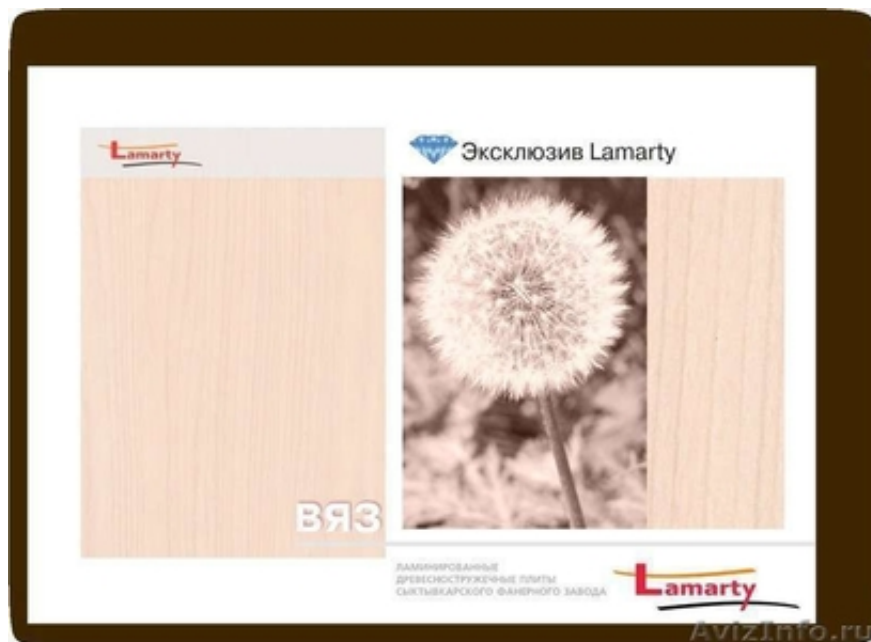 Lamarty
Эксклюзив Lamarty
ВЯЗ
ЛАМИНИРОВАННЫЕ
ДРЕВЕСНОСТРУЖЕЧНЫЕ ПЛИТЫ
СЫКТЫВКАРСКОГО ФАНЕРНОГО ЗАВОДА
Lamarty
AvizInfo.ru